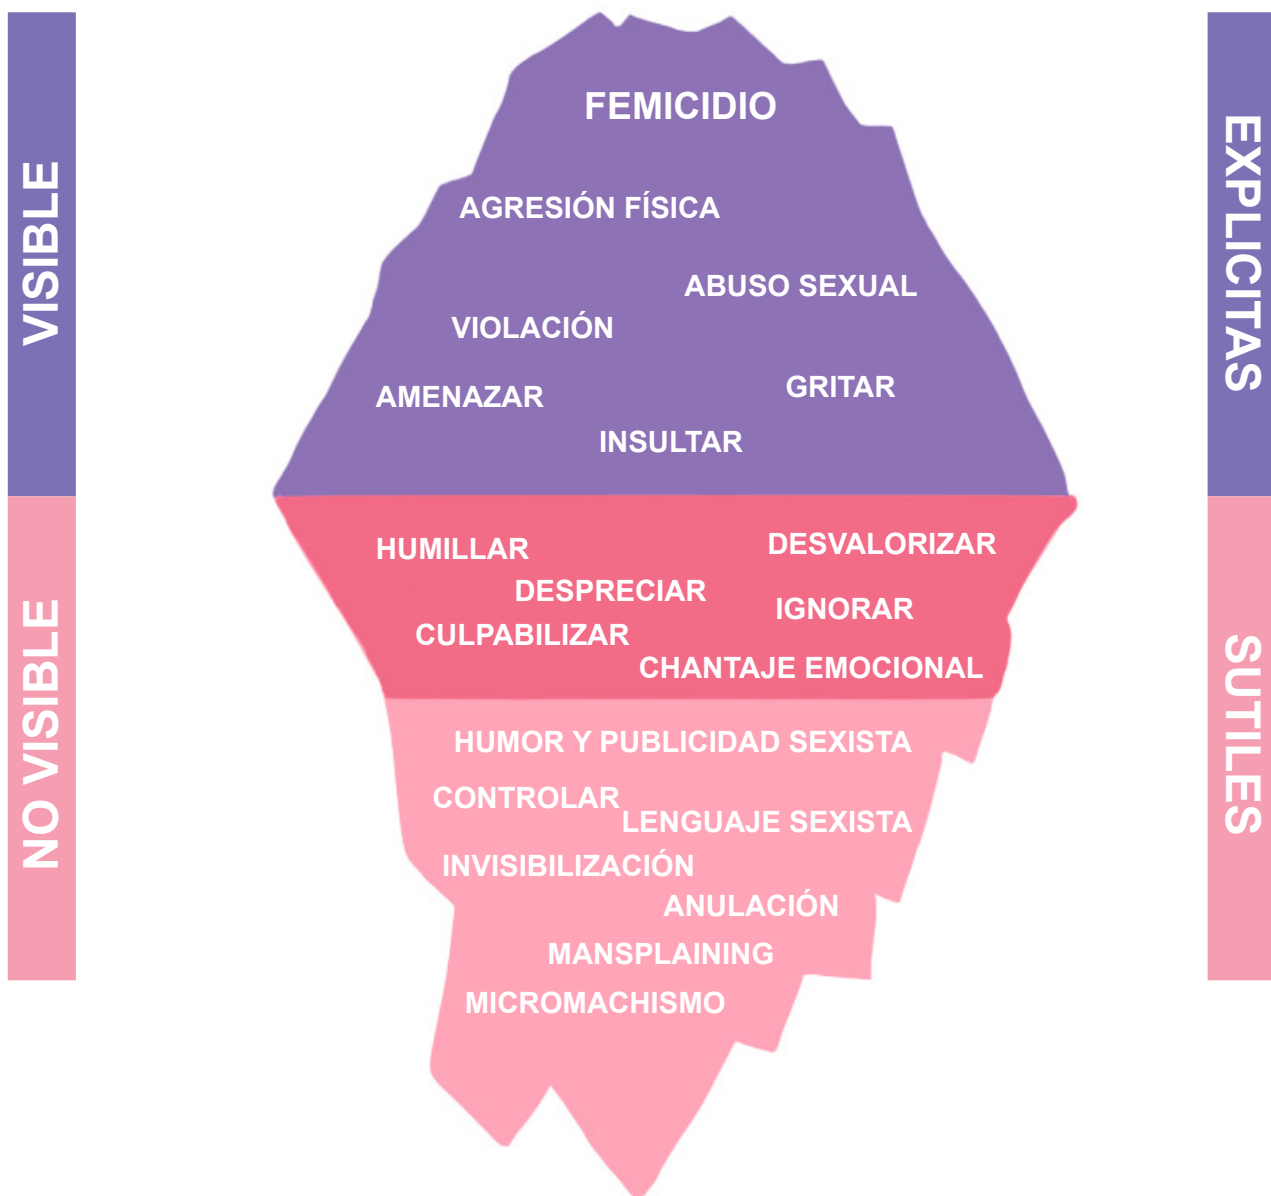 VISIBLE
EXPLICITAS
FEMICIDIO
AGRESIÓN FÍSICA
ABUSO SEXUAL
VIOLACIÓN
GRITAR
AMENAZAR
INSULTAR
NO VISIBLE
SUTILES
HUMILLAR
DESVALORIZAR
DESPRECIAR
IGNORAR
CULPABILIZAR
CHANTAJE EMOCIONAL
HUMOR Y PUBLICIDAD SEXISTA
CONTROLAR
LENGUAJE SEXISTA
INVISIBILIZACIÓN
ANULACIÓN
MANSPLAINING
MICROMACHISMO